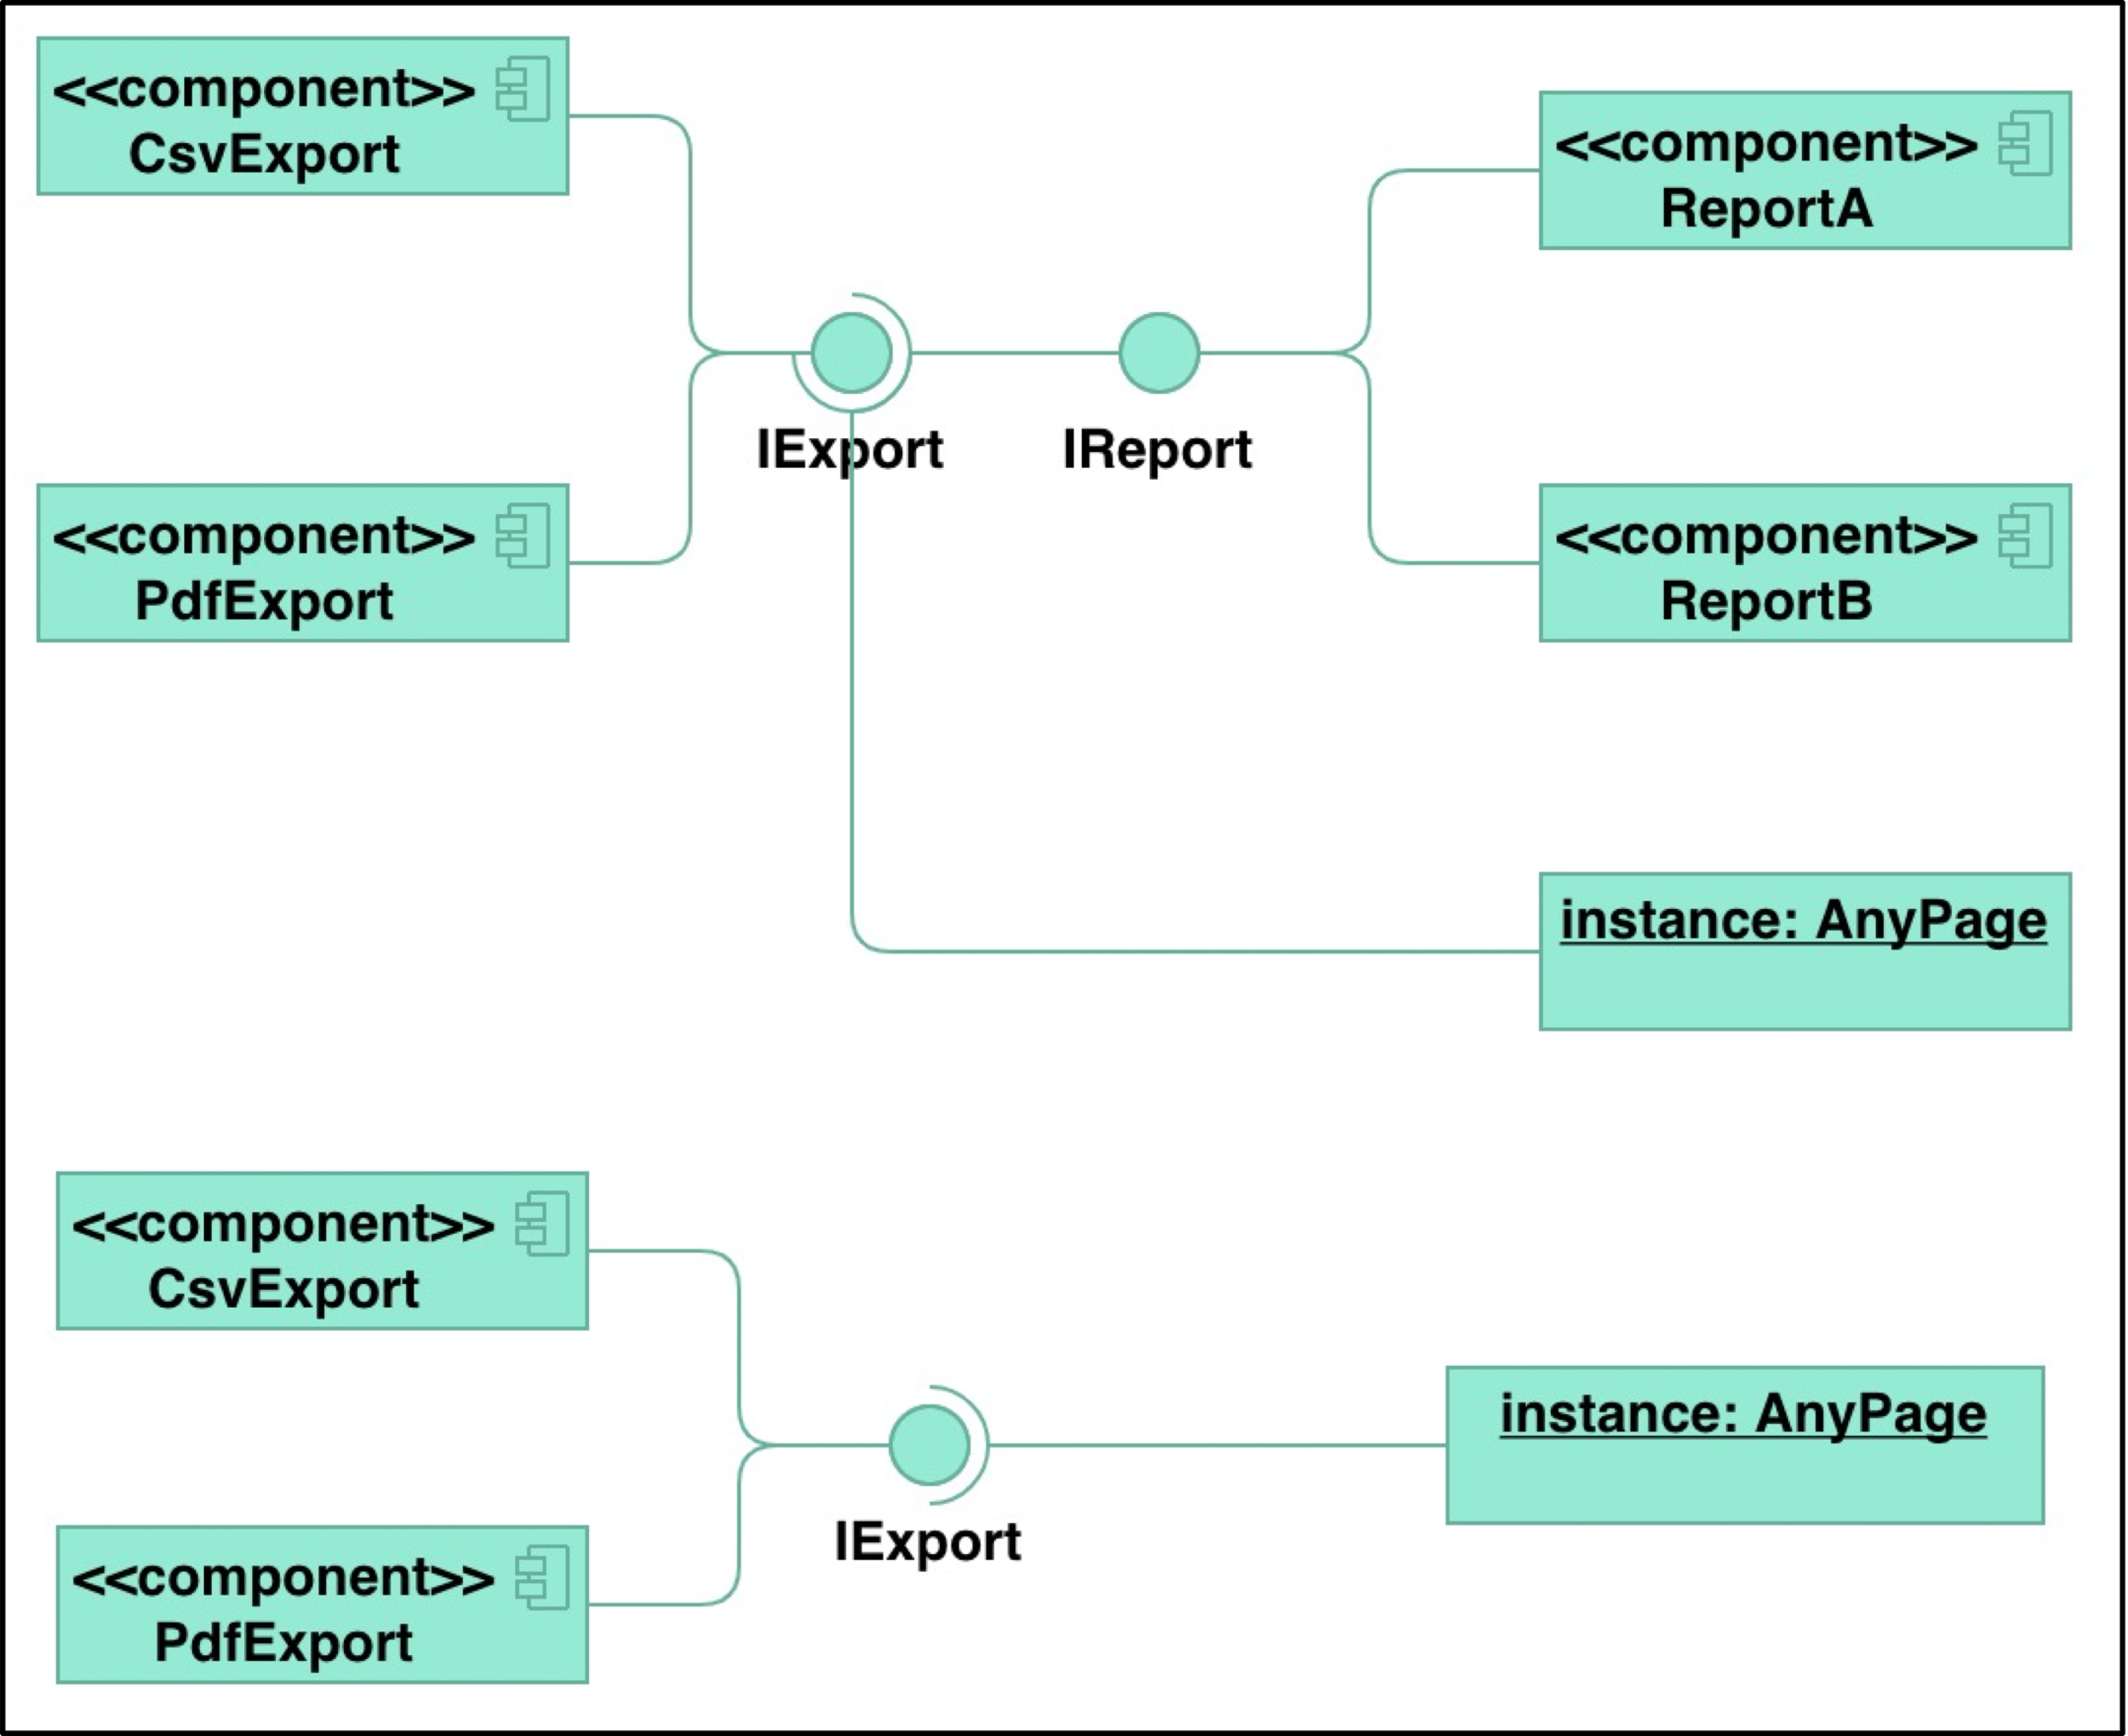 <<component>>
CsvExport
<<component>>
ReportA
IExport
IReport
<<component>>
PdfExport
<<component>>
ReportB
instance: AnyPage
<<component>>
CsvExport
instance: AnyPage
IExport
<<component>>
PdfExport